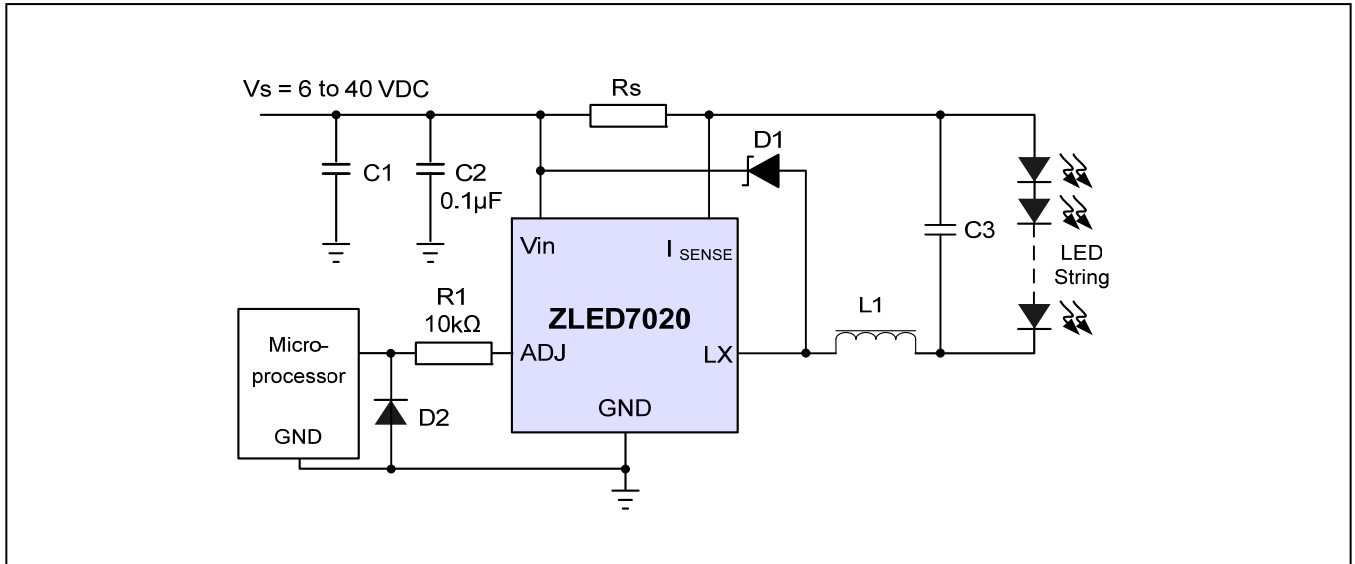 Vs = 6 to 40 VDC
Rs
D1
C1
C2
0.1µF
C3
LED
String
Vin
I SENSE
R1
10kΩ
ZLED7020
L1
Micro-
processor
ADJ
LX
D2
GND
GND